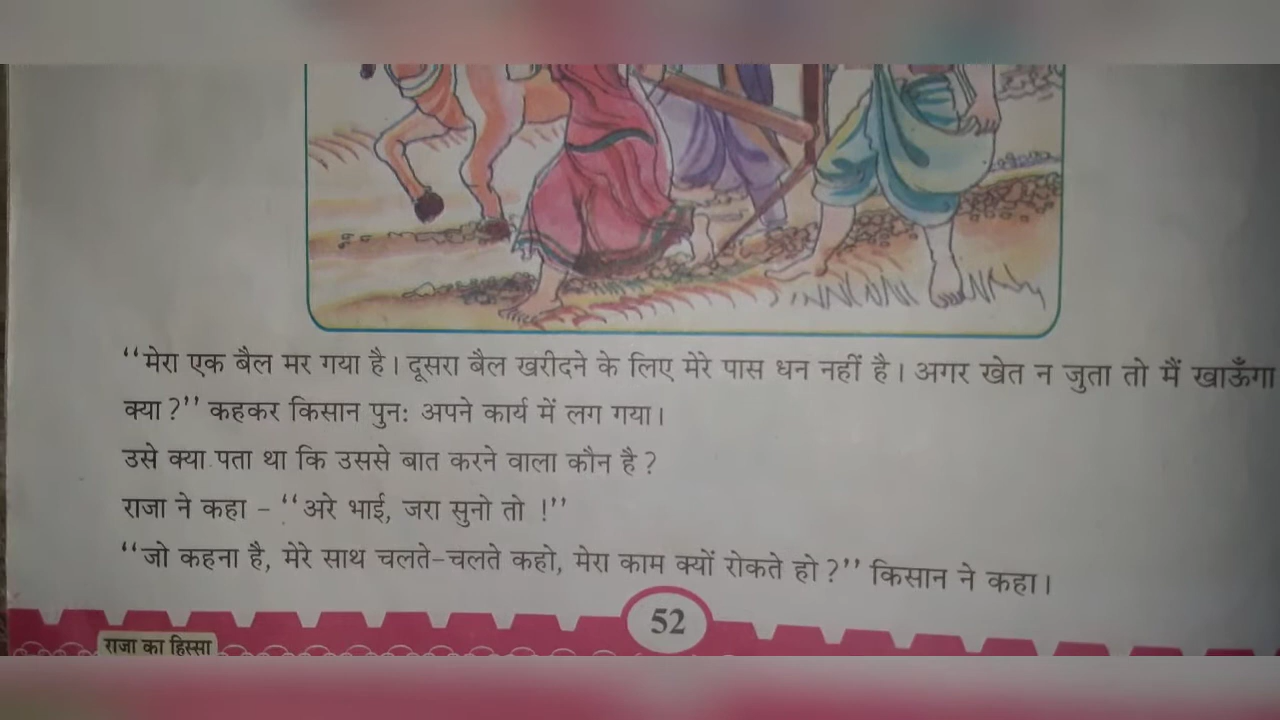 “मेरा एक बैल मर गया है। दूसरा बैल खरीदने के लिए मेरे पास धन नहीं है। अगर खेत न जुता तो मैं खाऊँगा
क्या?” कहकर किसान पुनः अपने कार्य में लग गया।
उसे क्या पता था कि उससे बात करने वाला कौन है?
राजा ने कहा – “अरे भाई, जरा सुनो तो !”
“जो कहना है, मेरे साथ चलते-चलते कहो, मेरा काम क्यों रोकते हो?” किसान ने कहा।
52
राजा का हिस्सा